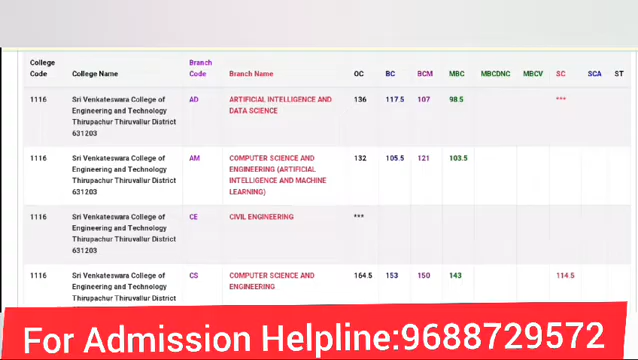 College Code College Name Branch Code Branch Name OC BC BCM MBC MBCDNC MBCV SC SCA ST
1116 Sri Venkateswara College of AD ARTIFICIAL INTELLIGENCE AND 136 117.5 107 98.5 ***
Engineering and Technology DATA SCIENCE
Thirupachur Thiruvallur District
631203
1116 Sri Venkateswara College of AM COMPUTER SCIENCE AND 132 105.5 121 103.5
Engineering and Technology ENGINEERING (ARTIFICIAL
Thirupachur Thiruvallur District INTELLIGENCE AND MACHINE
631203 LEARNING)
1116 Sri Venkateswara College of CE CIVIL ENGINEERING ***
Engineering and Technology
Thirupachur Thiruvallur District
631203
1116 Sri Venkateswara College of CS COMPUTER SCIENCE AND 164.5 153 150 143 114.5
Engineering and Technology ENGINEERING
Thirupachur Thiruvallur District
For Admission Helpline:9688729572